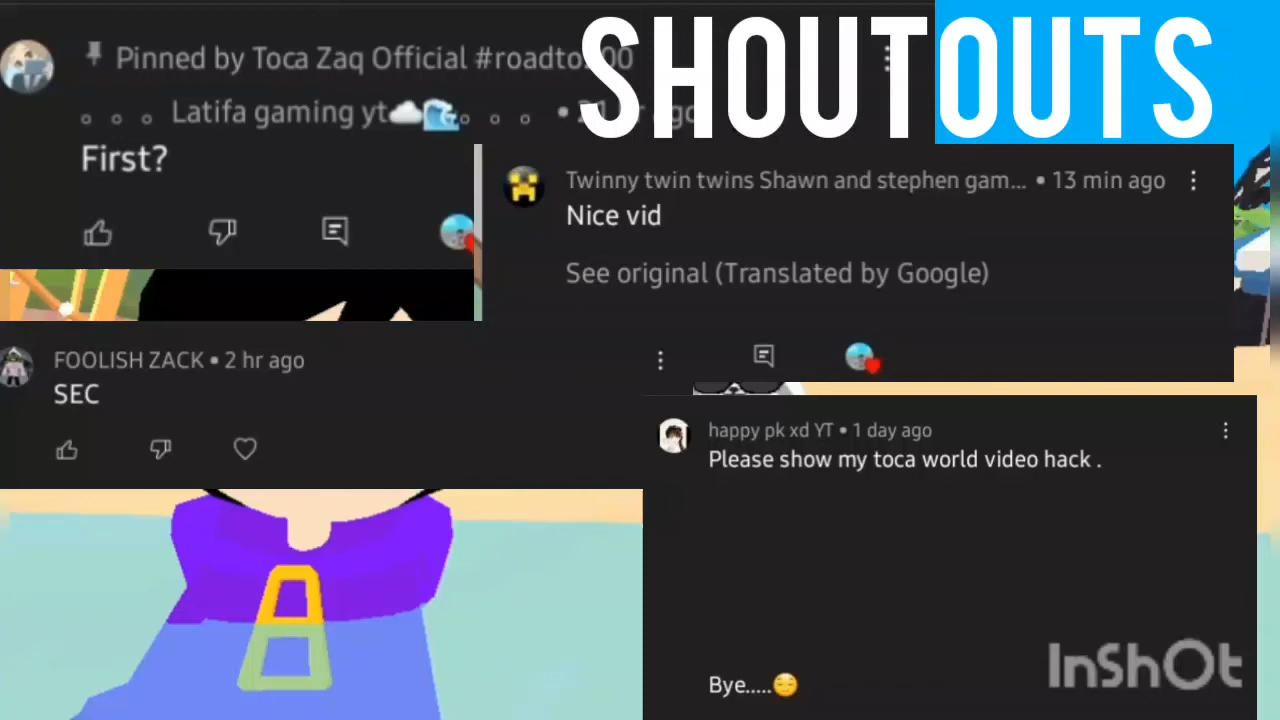 SHOUTOUTS
Pinned by Toca Zaq Official #roadto 00
Latifa gaming yt☁️🌊 • ago
First?
Twinny twin twins Shawn and stephen gam... • 13 min ago
Nice vid
See original (Translated by Google)
FOOLISH ZACK • 2 hr ago
SEC
happy pk xd YT • 1 day ago
Please show my toca world video hack .
Bye.....😌
InShOt